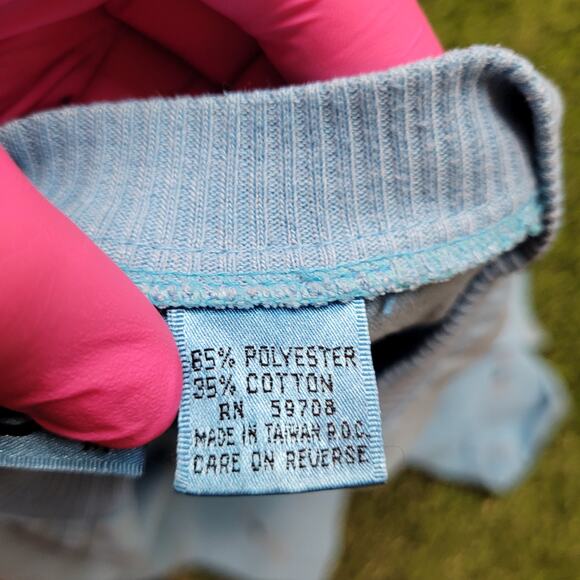 65% POLYESTER
35% COTTON
RN 59708
MADE IN TAIWAN R.O.C.
CARE ON REVERSE